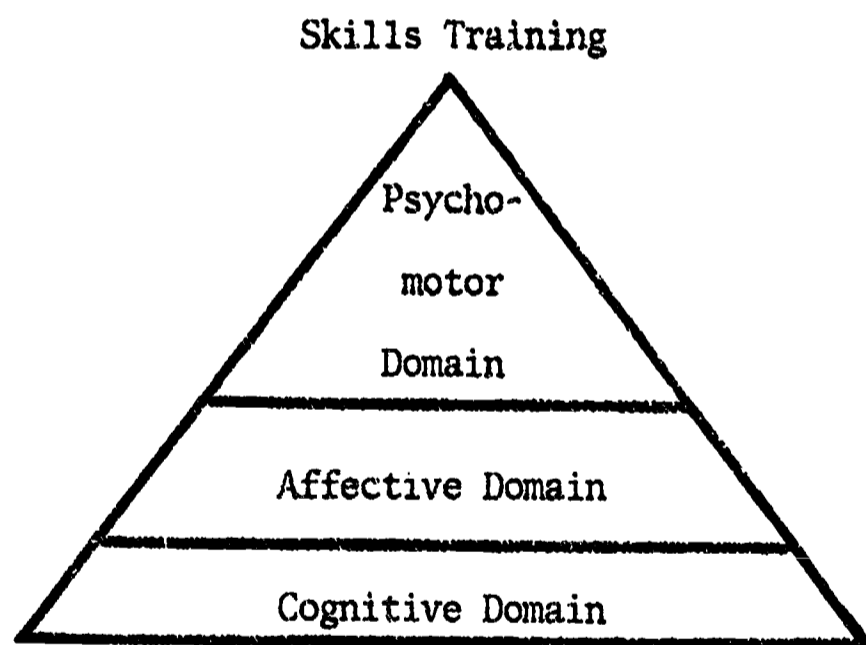 Skills Training
Psycho-
motor
Domain
Affective Domain
Cognitive Domain